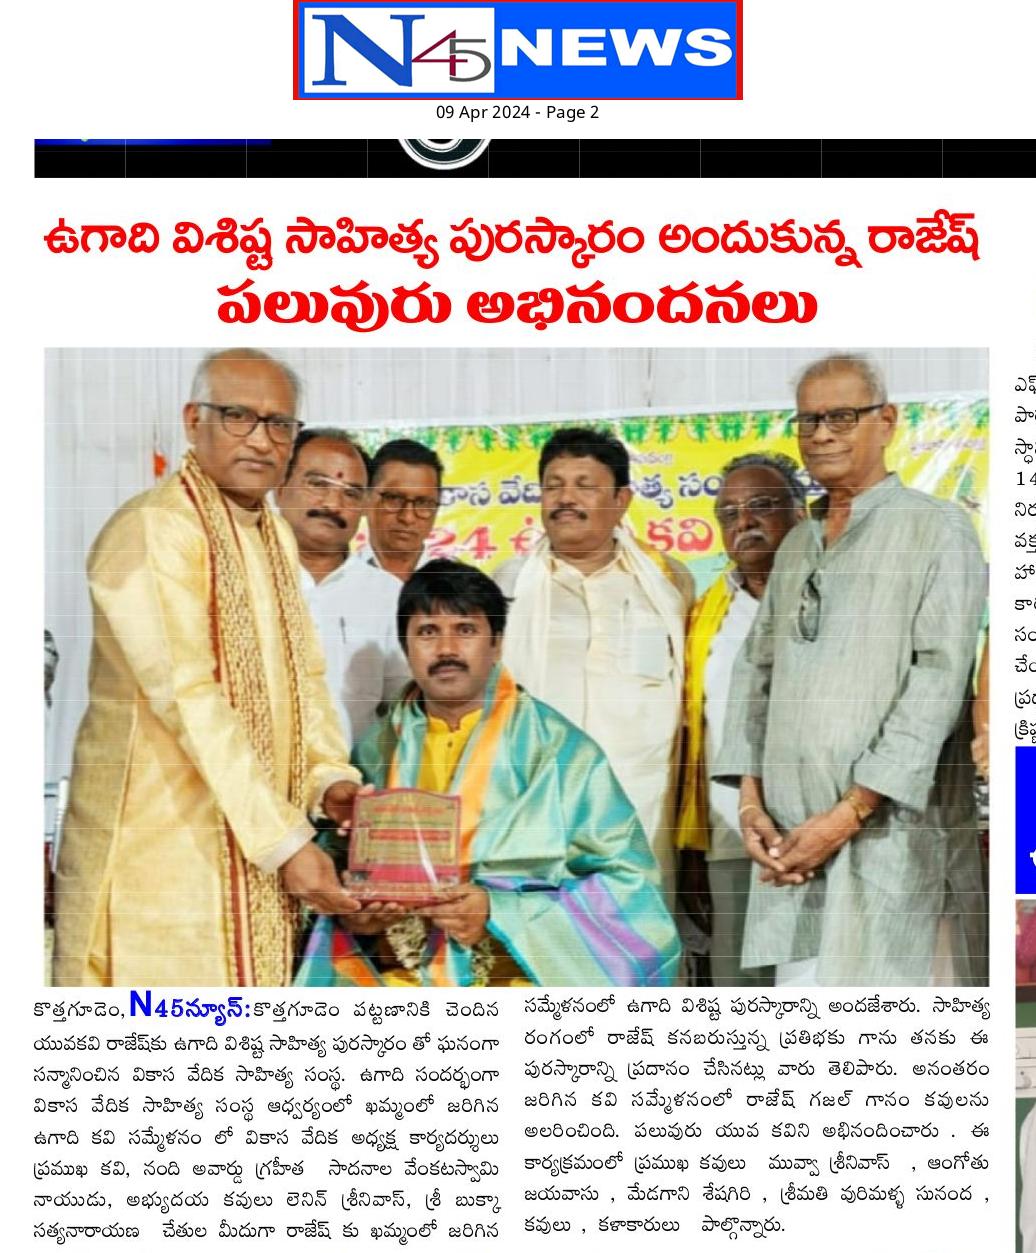 N45 NEWS
09 Apr 2024 - Page 2
ఉగాది విశిష్ట సాహిత్య పురస్కారం అందుకున్న రాజేష్
పలువురు అభినందనలు
కొత్తగూడెం,N45న్యూస్:కొత్తగూడెం పట్టణానికి చెందిన
యువకవి రాజేష్‌కు ఉగాది విశిష్ట సాహిత్య పురస్కారం తో ఘనంగా
సన్మానించిన వికాస వేదిక సాహిత్య సంస్థ. ఉగాది సందర్భంగా
వికాస వేదిక సాహిత్య సంస్థ ఆధ్వర్యంలో ఖమ్మంలో జరిగిన
ఉగాది కవి సమ్మేళనం లో వికాస వేదిక అధ్యక్ష కార్యదర్శులు
ప్రముఖ కవి, నంది అవార్డు గ్రహీత సాదనాల వేంకటస్వామి
నాయుడు, అభ్యుదయ కవులు లెనిన్ శ్రీనివాస్, శ్రీ బుక్కా
సత్యనారాయణ చేతుల మీదుగా రాజేష్ కు ఖమ్మంలో జరిగిన
సమ్మేళనంలో ఉగాది విశిష్ట పురస్కారాన్ని అందజేశారు. సాహిత్య
రంగంలో రాజేష్ కనబరుస్తున్న ప్రతిభకు గాను తనకు ఈ
పురస్కారాన్ని ప్రదానం చేసినట్లు వారు తెలిపారు. అనంతరం
జరిగిన కవి సమ్మేళనంలో రాజేష్ గజల్ గానం కవులను
అలరించింది. పలువురు యువ కవిని అభినందించారు . ఈ
కార్యక్రమంలో ప్రముఖ కవులు మువ్వా శ్రీనివాస్ , ఆంగోతు
జయవాసు , మేడగాని శేషగిరి , శ్రీమతి వురిమళ్ళ సునంద ,
కవులు , కళాకారులు పాల్గొన్నారు.